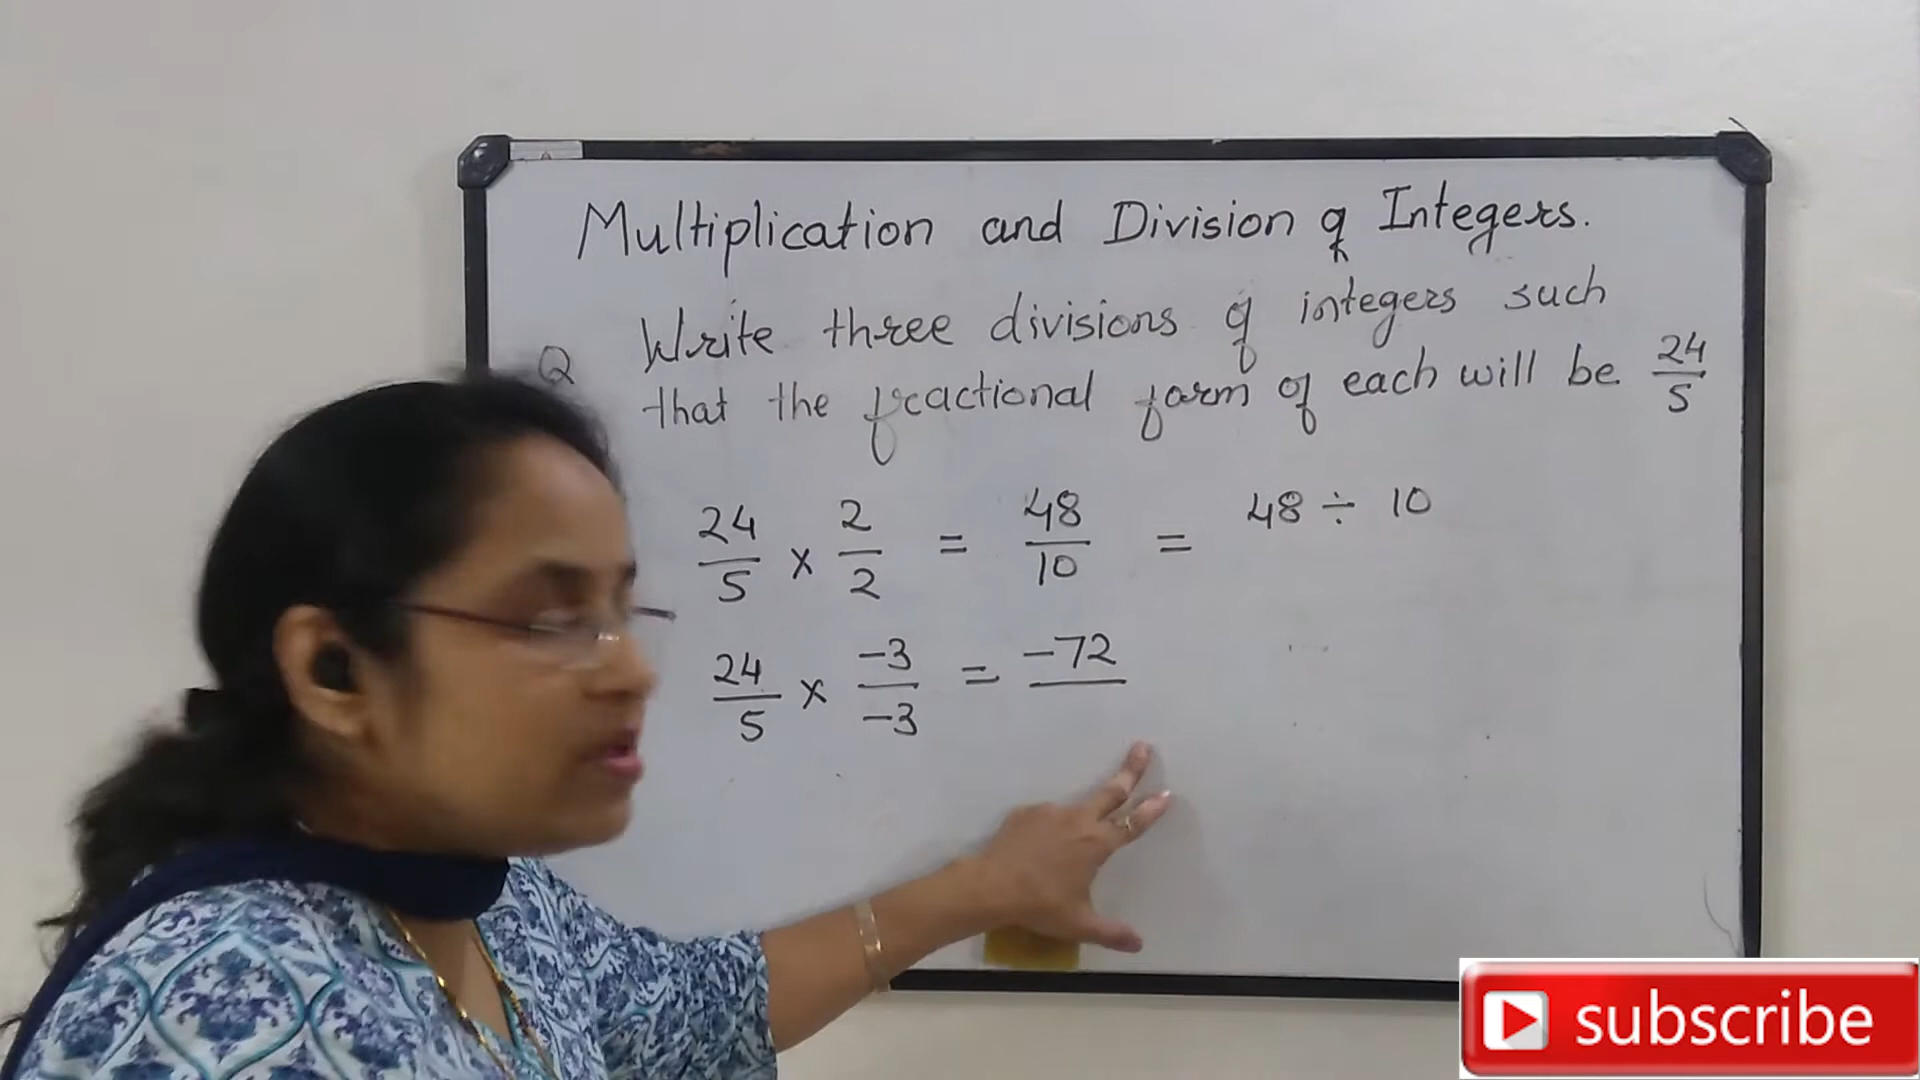 Multiplication and Division of Integers.
Q Write three divisions of integers such
that the fractional form of each will be 24/5
24/5 × 2/2 = 48/10 = 48 ÷ 10
24/5 × -3/-3 = -72
subscribe